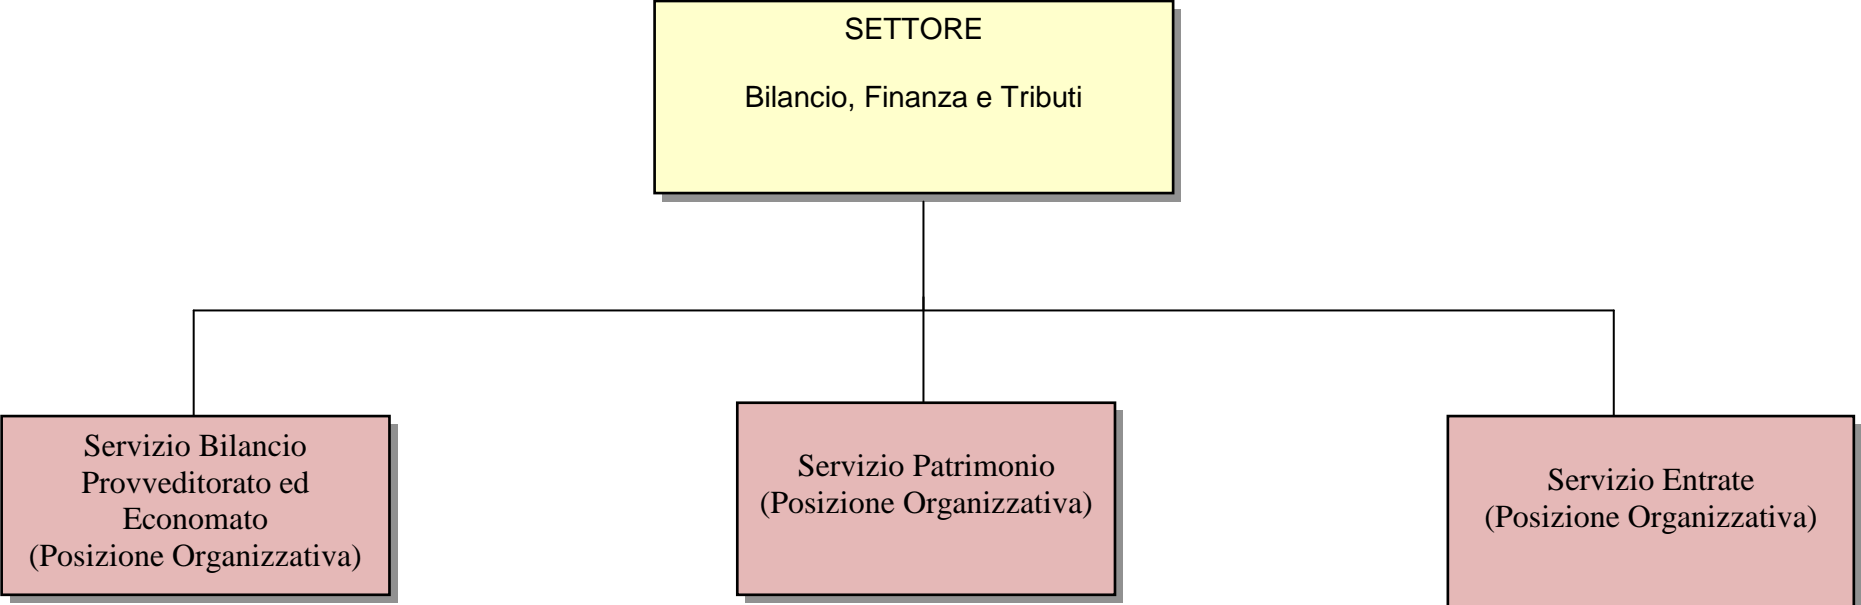 SETTORE
Bilancio, Finanza e Tributi
Servizio Bilancio
Provveditorato ed
Economato
(Posizione Organizzativa)
Servizio Patrimonio
(Posizione Organizzativa)
Servizio Entrate
(Posizione Organizzativa)